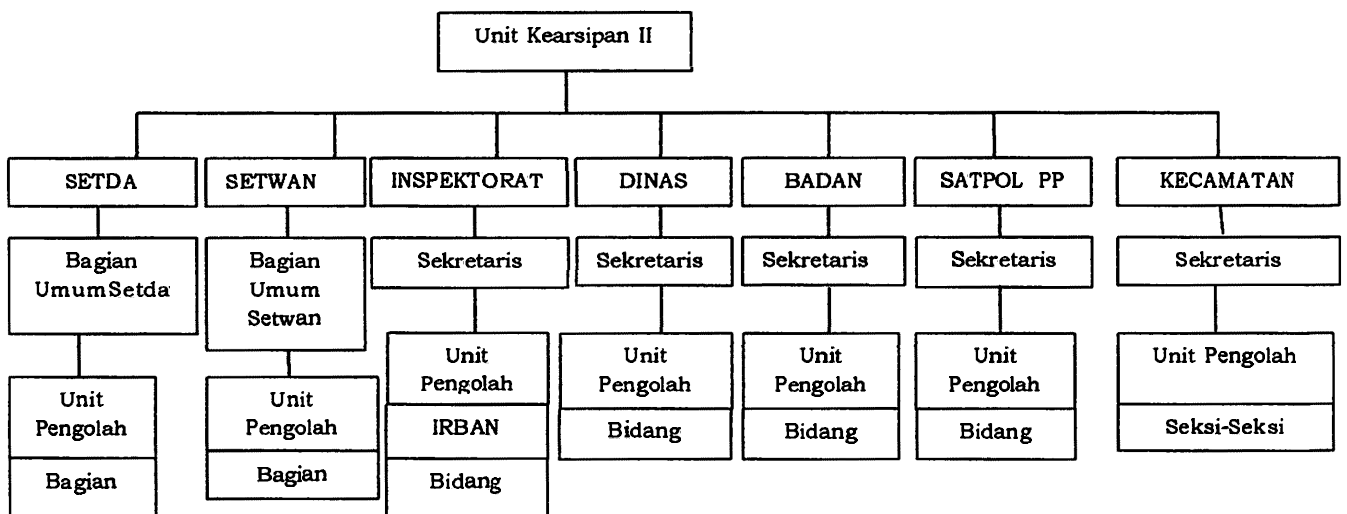 Unit Kearsipan II
SETDA
SETWAN
INSPEKTORAT
DINAS
BADAN
SATPOL PP
KECAMATAN
Bagian
UmumSetda
Bagian
Umum
Setwan
Sekretaris
Sekretaris
Sekretaris
Sekretaris
Sekretaris
Unit
Pengolah
Bagian
Unit
Pengolah
Bagian
Unit
Pengolah
IRBAN
Bidang
Unit
Pengolah
Bidang
Unit
Pengolah
Bidang
Unit
Pengolah
Bidang
Unit Pengolah
Seksi-Seksi